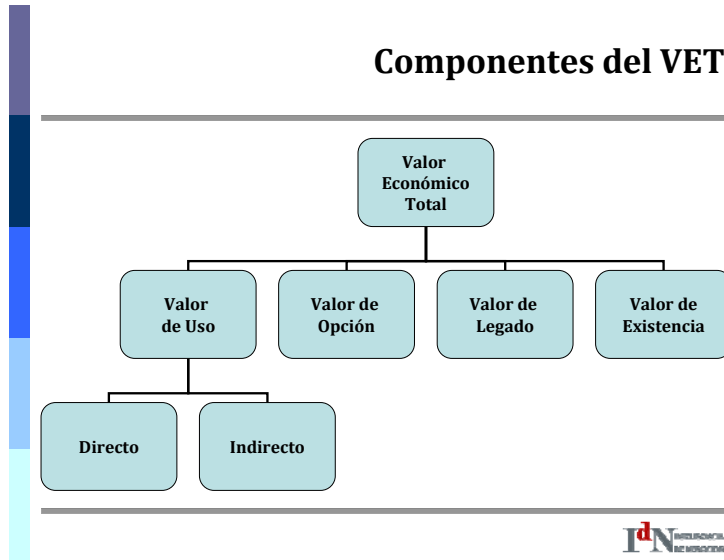 Componentes del VET
Valor
Económico
Total
Valor
de Uso
Valor de
Opción
Valor de
Legado
Valor de
Existencia
Directo
Indirecto
IdN